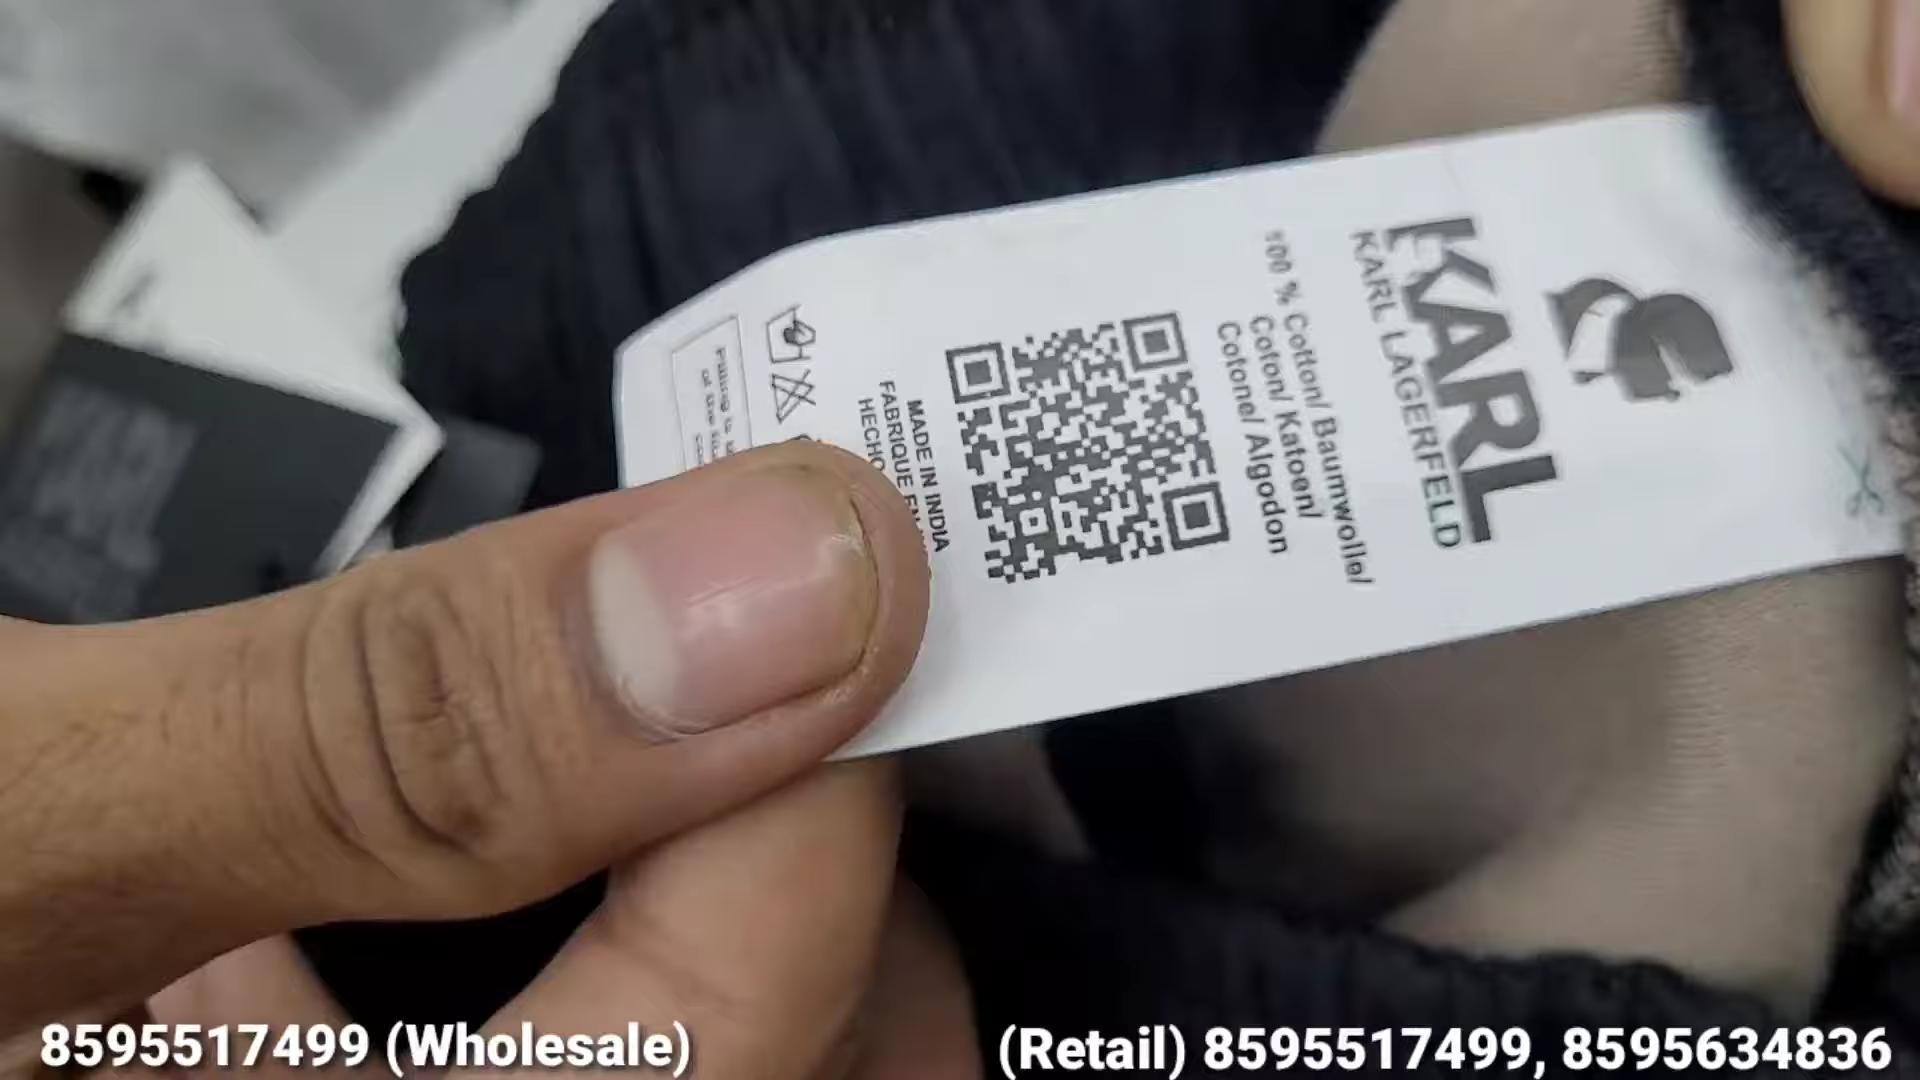 KARL
KARL LAGERFELD
100 % Cotton/ Baumwolle/
Coton/ Katoen/
Cotone/ Algodon
MADE IN INDIA
FABRIQUE EN
HECHO
8595517499 (Wholesale)
(Retail) 8595517499, 8595634836